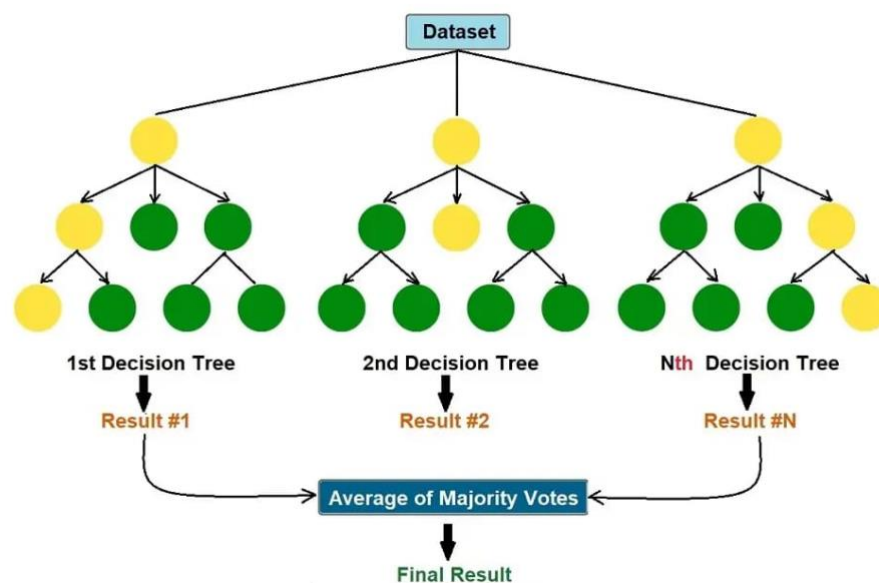 Dataset
1st Decision Tree
2nd Decision Tree
Nth Decision Tree
Result #1
Result #2
Result #N
Average of Majority Votes
Final Result